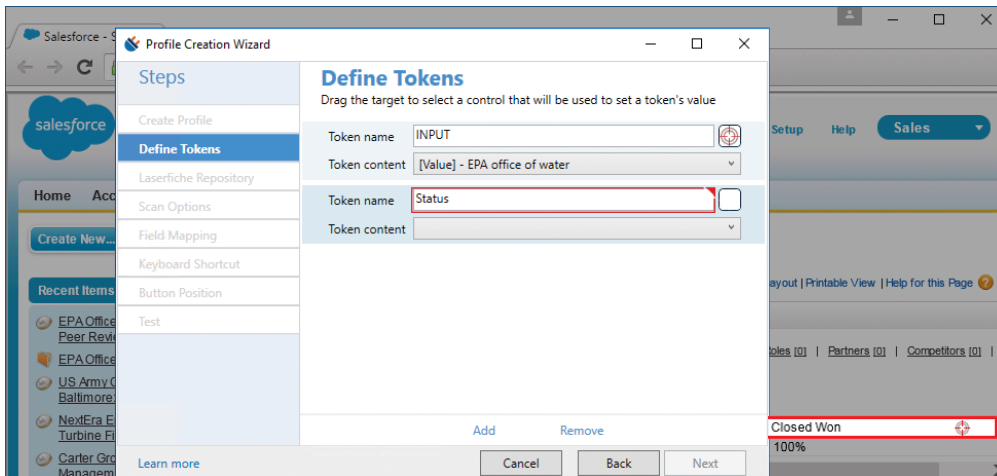 Salesforce - S
Profile Creation Wizard
Steps
Create Profile
Define Tokens
Laserfiche Repository
Scan Options
Field Mapping
Keyboard Shortcut
Button Position
Test
Learn more
Define Tokens
Drag the target to select a control that will be used to set a token's value
Token name INPUT
Token content [Value] - EPA office of water
Token name Status
Token content
Add Remove
Cancel Back Next
salesforce
Home Acc
Create New...
Recent Items
EPA Office
Peer Revie
EPA Office
US Army C
Baltimore:
NextEra E
Turbine Fi
Carter Gro
Managem
Setup Help Sales
ayout | Printable View | Help for this Page
oles [0] | Partners [0] | Competitors [0] |
Closed Won
100%